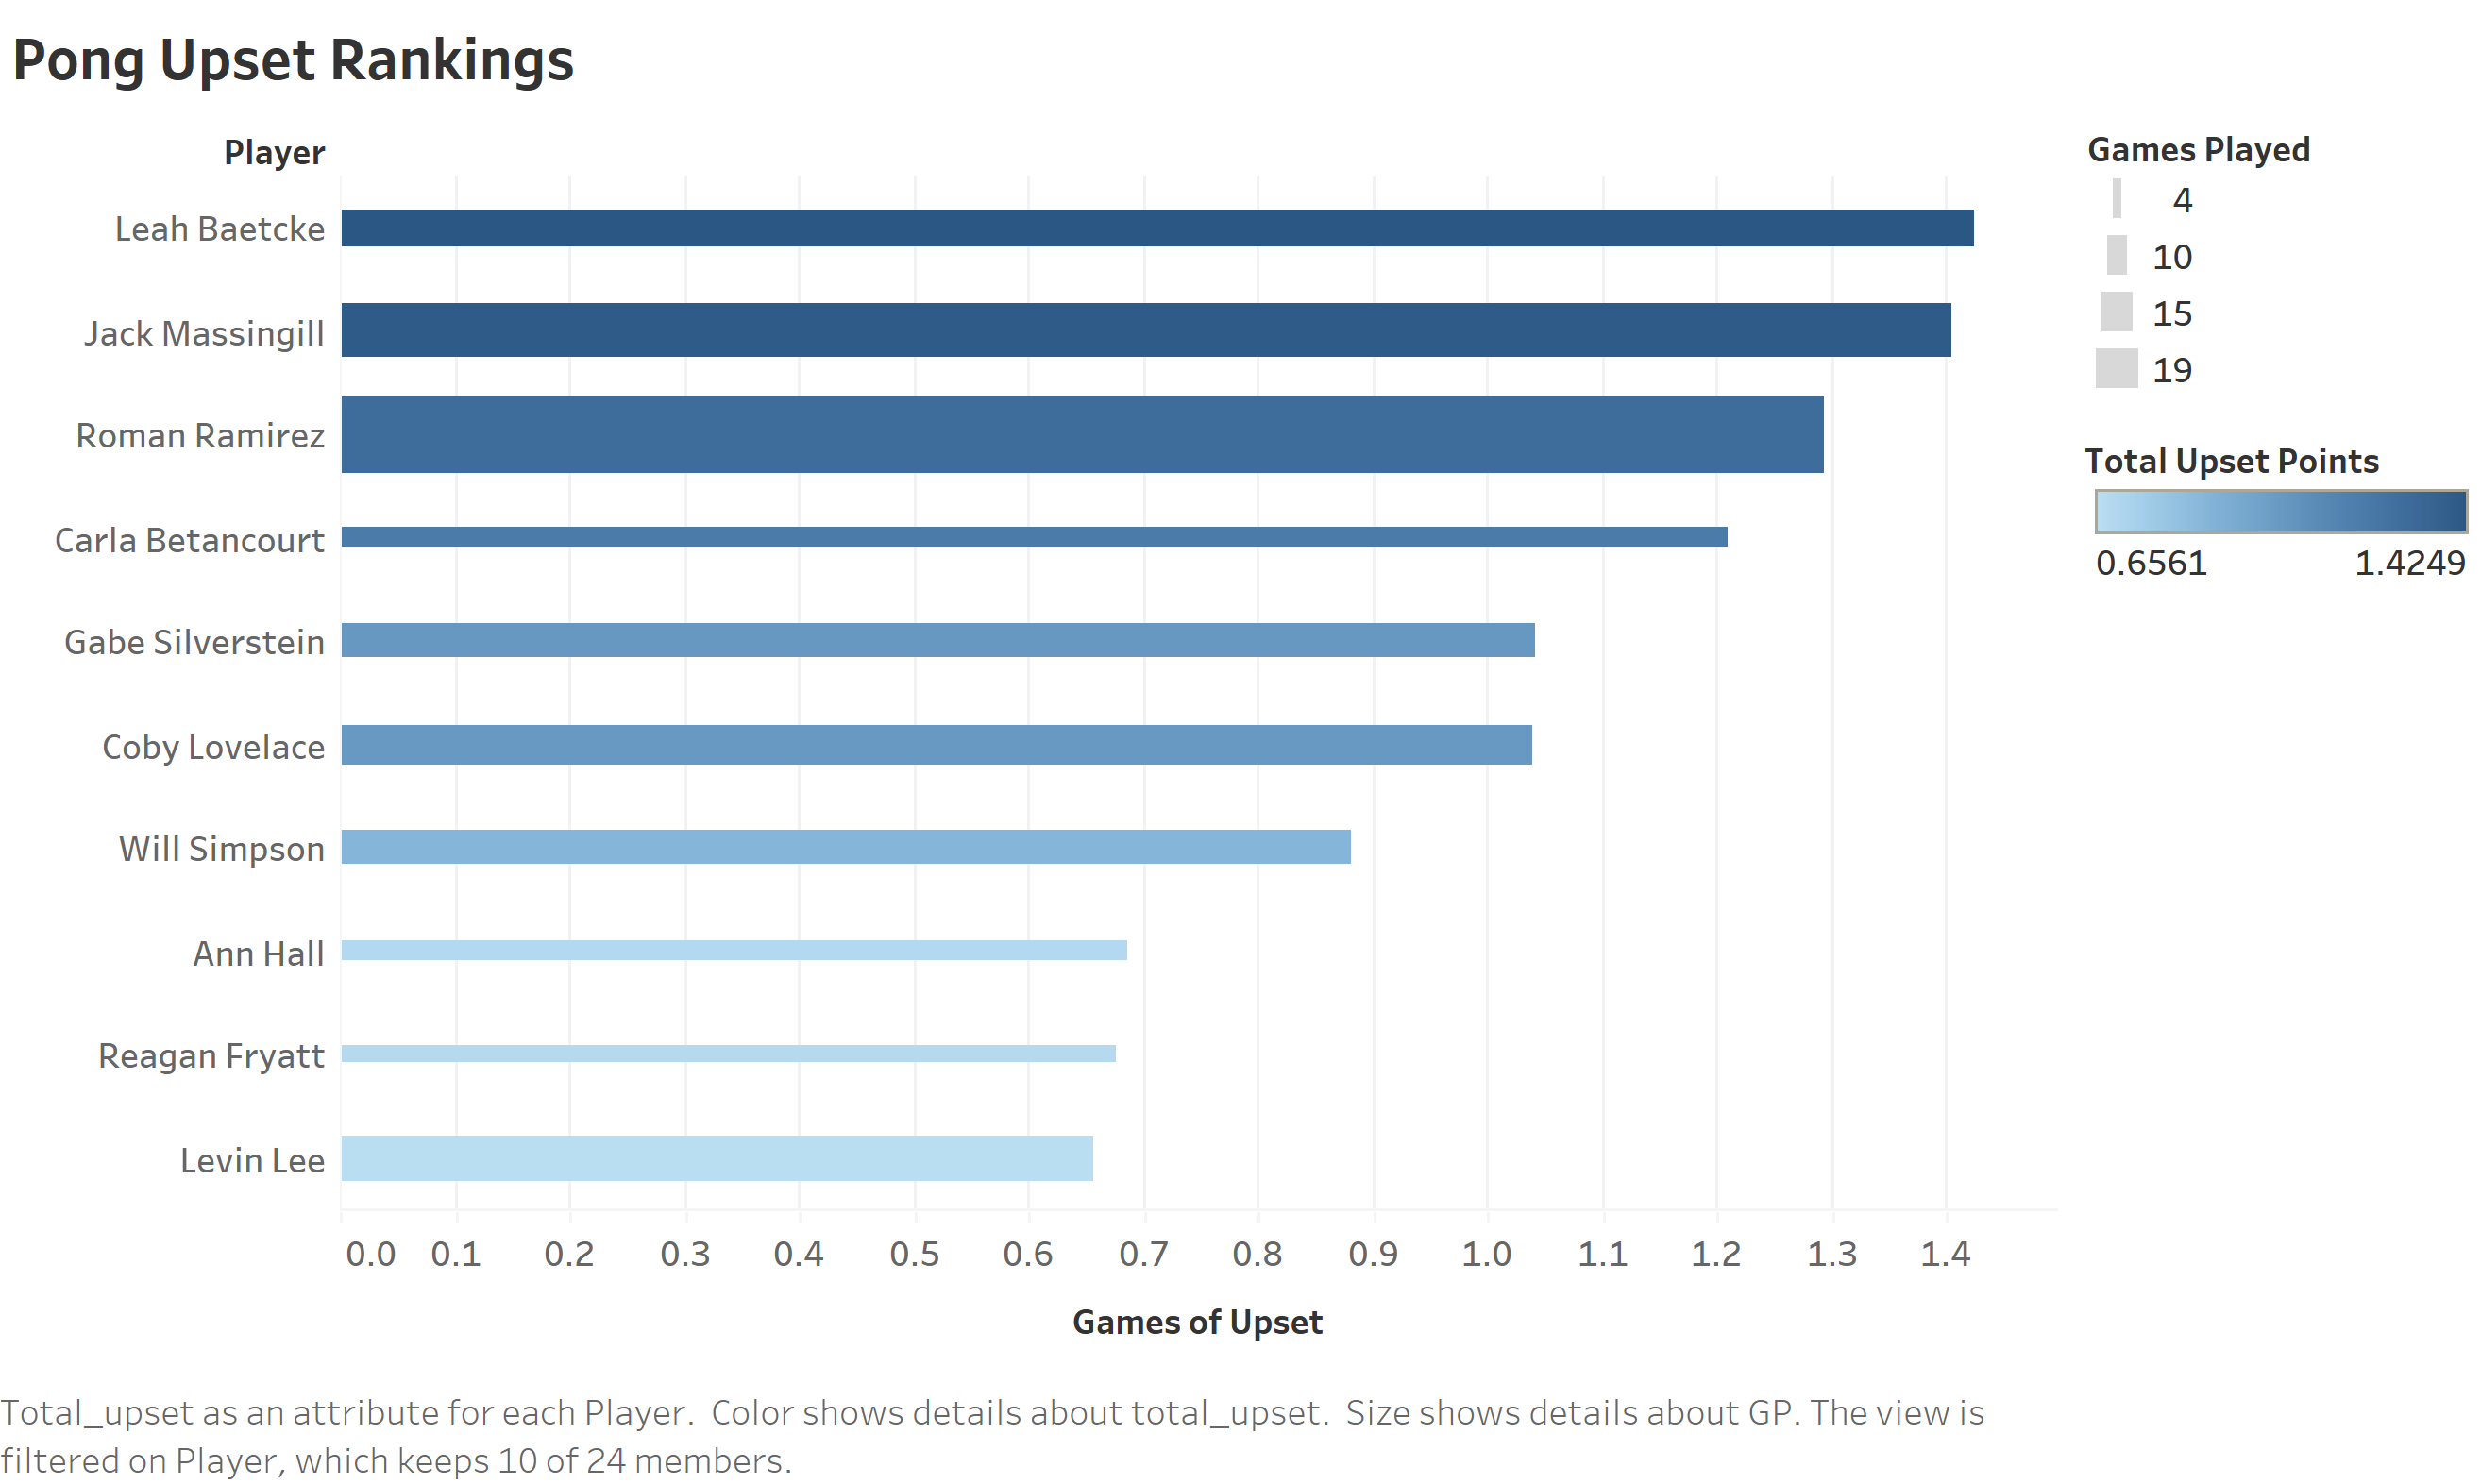 Pong Upset Rankings
Player
Leah Baetcke
Jack Massingill
Roman Ramirez
Carla Betancourt
Gabe Silverstein
Coby Lovelace
Will Simpson
Ann Hall
Reagan Fryatt
Levin Lee
0.0 0.1 0.2 0.3 0.4 0.5 0.6 0.7 0.8 0.9 1.0 1.1 1.2 1.3 1.4
Games of Upset
Games Played
4
10
15
19
Total Upset Points
0.6561 1.4249
Total_upset as an attribute for each Player.  Color shows details about total_upset.  Size shows details about GP. The view is
filtered on Player, which keeps 10 of 24 members.